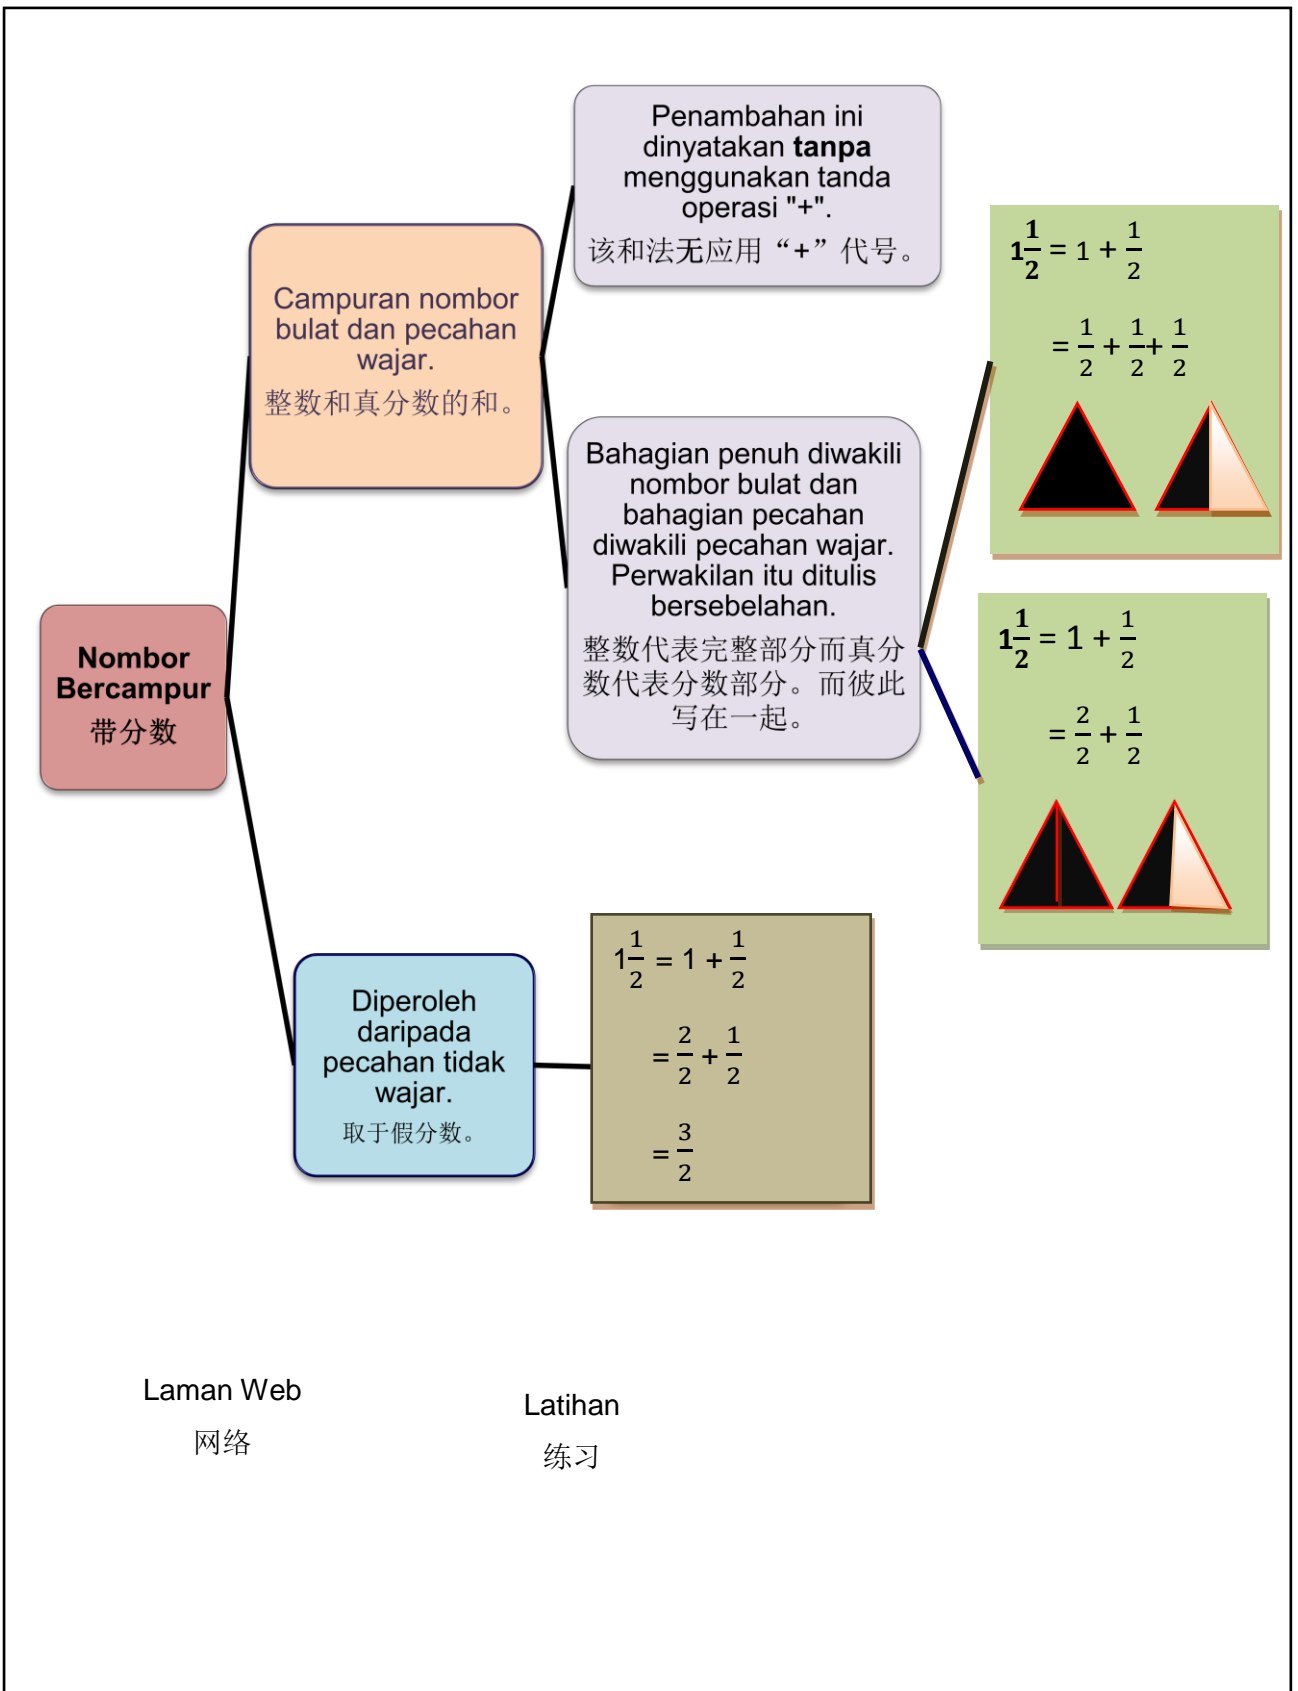 Penambahan ini
dinyatakan tanpa
menggunakan tanda
operasi "+".
该和法无应用“+”代号。
Campuran nombor
bulat dan pecahan
wajar.
整数和真分数的和。
Bahagian penuh diwakili
nombor bulat dan
bahagian pecahan
diwakili pecahan wajar.
Perwakilan itu ditulis
bersebelahan.
整数代表完整部分而真分
数代表分数部分。而彼此
写在一起。
1 1/2 = 1 + 1/2
= 1/2 + 1/2 + 1/2
1 1/2 = 1 + 1/2
= 2/2 + 1/2
Nombor
Bercampur
带分数
Diperoleh
daripada
pecahan tidak
wajar.
取于假分数。
1 1/2 = 1 + 1/2
= 2/2 + 1/2
= 3/2
Laman Web
网络
Latihan
练习